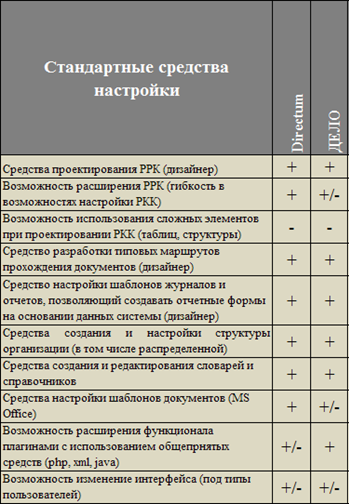 Стандартные средства
настройки
Directum
ДЕЛО
Средства проектирования РРК (дизайнер) + +
Возможность расширения РРК (гибкость в
возможностях настройки РКК) + +/-
Возможность использования сложных элементов
при проектировании РКК (таблиц, структуры) - -
Средство разработки типовых маршрутов
прохождения документов (дизайнер) + +
Средство настройки шаблонов журналов и
отчетов, позволяющий создавать отчетные формы
на основании данных системы (дизайнер) + +
Средства создания и настройки структуры
организации (в том числе распределенной) + +
Средства создания и редактирования словарей и
справочников + +
Средства настройки шаблонов документов (MS
Office) + +/-
Возможность расширения функционала
плагинами с использованием общепрнятых
средств (php, xml, java) +/- +
Возможность изменение интерфейса (под типы
пользователей) +/- +/-